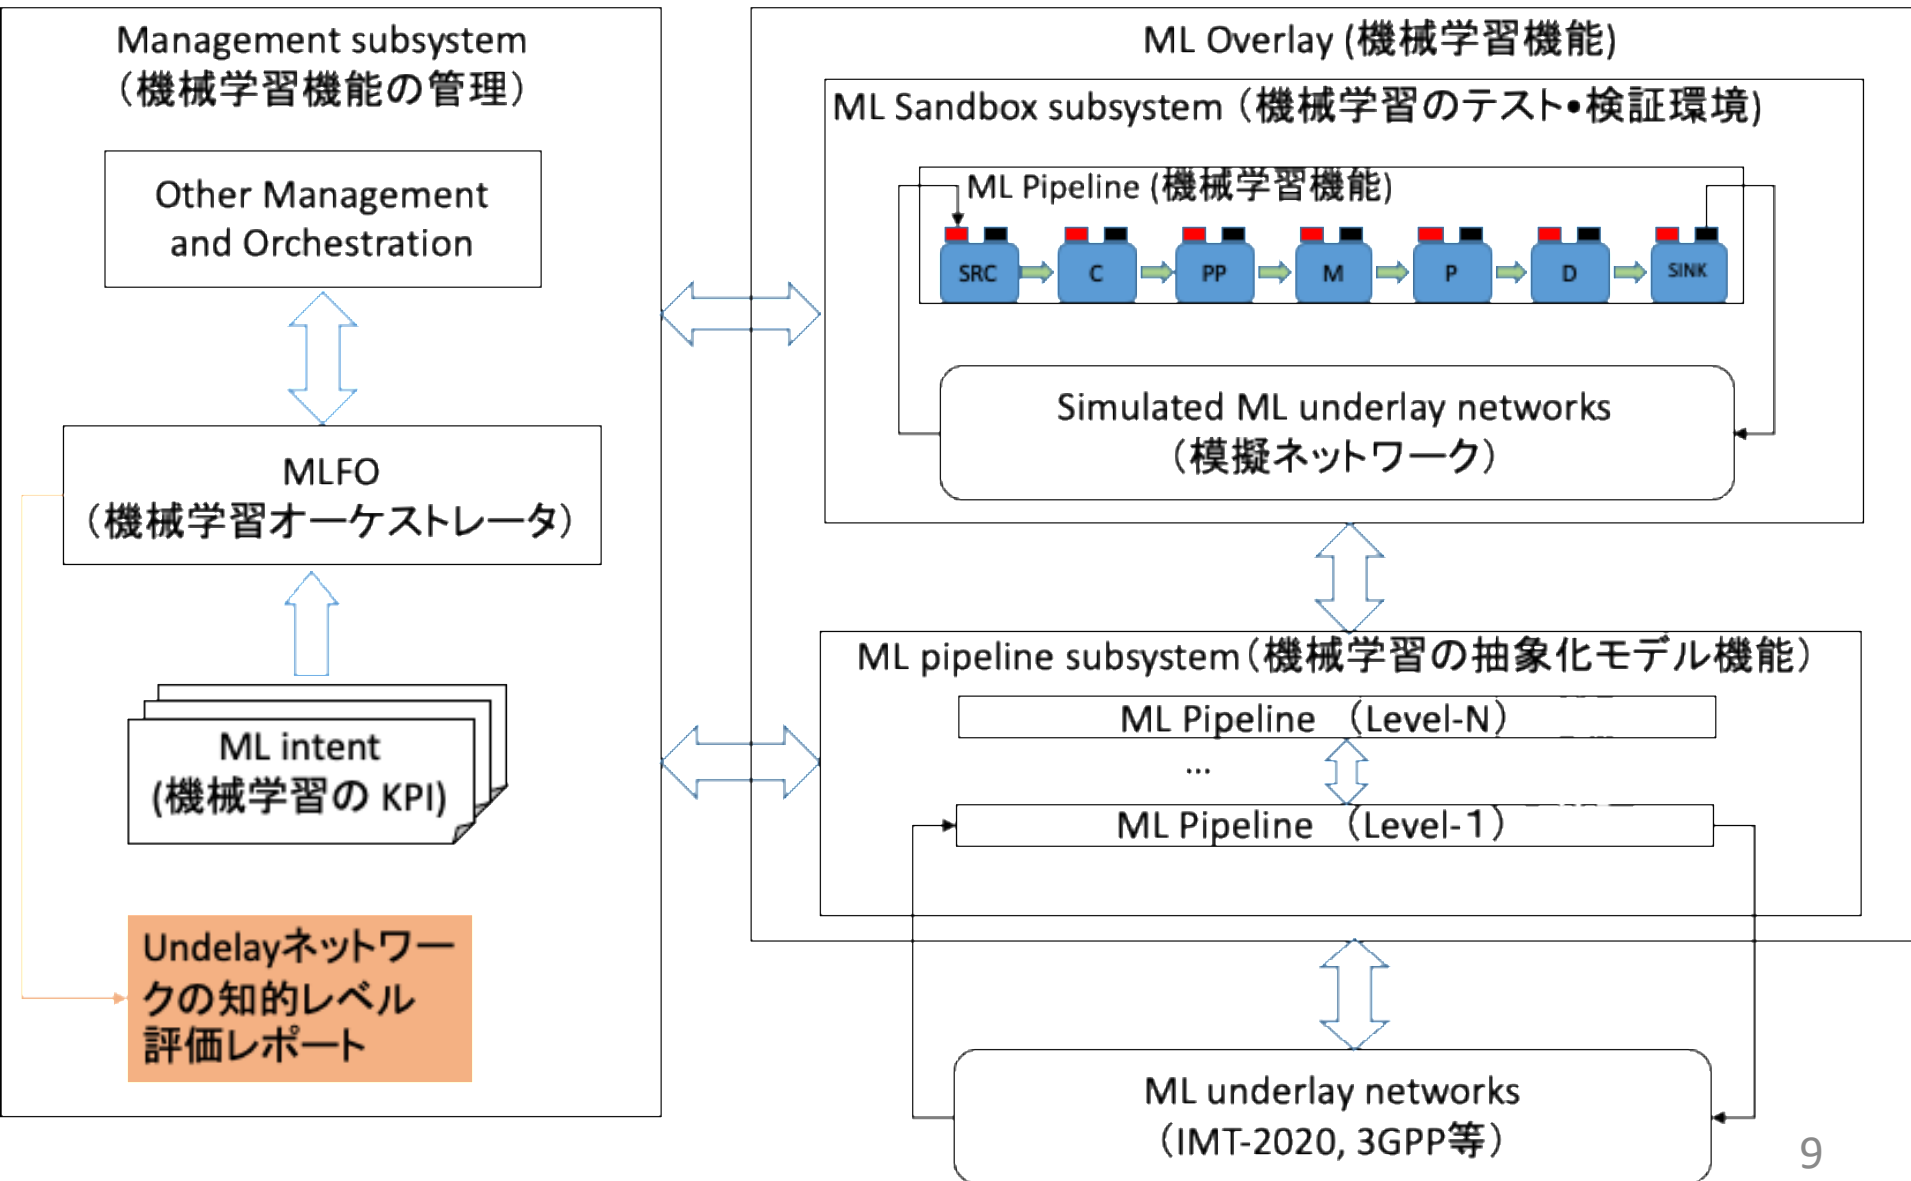 Management subsystem
（機械学習機能の管理）
Other Management
and Orchestration
MLFO
（機械学習オーケストレータ）
ML intent
(機械学習の KPI)
Undelayネットワー
クの知的レベル
評価レポート
ML Overlay (機械学習機能)
ML Sandbox subsystem（機械学習のテスト•検証環境)
ML Pipeline (機械学習機能)
SRC C PP M P D SINK
Simulated ML underlay networks
（模擬ネットワーク）
ML pipeline subsystem（機械学習の抽象化モデル機能）
ML Pipeline （Level-N）
...
ML Pipeline （Level-１）
ML underlay networks
（IMT-2020, 3GPP等）
9